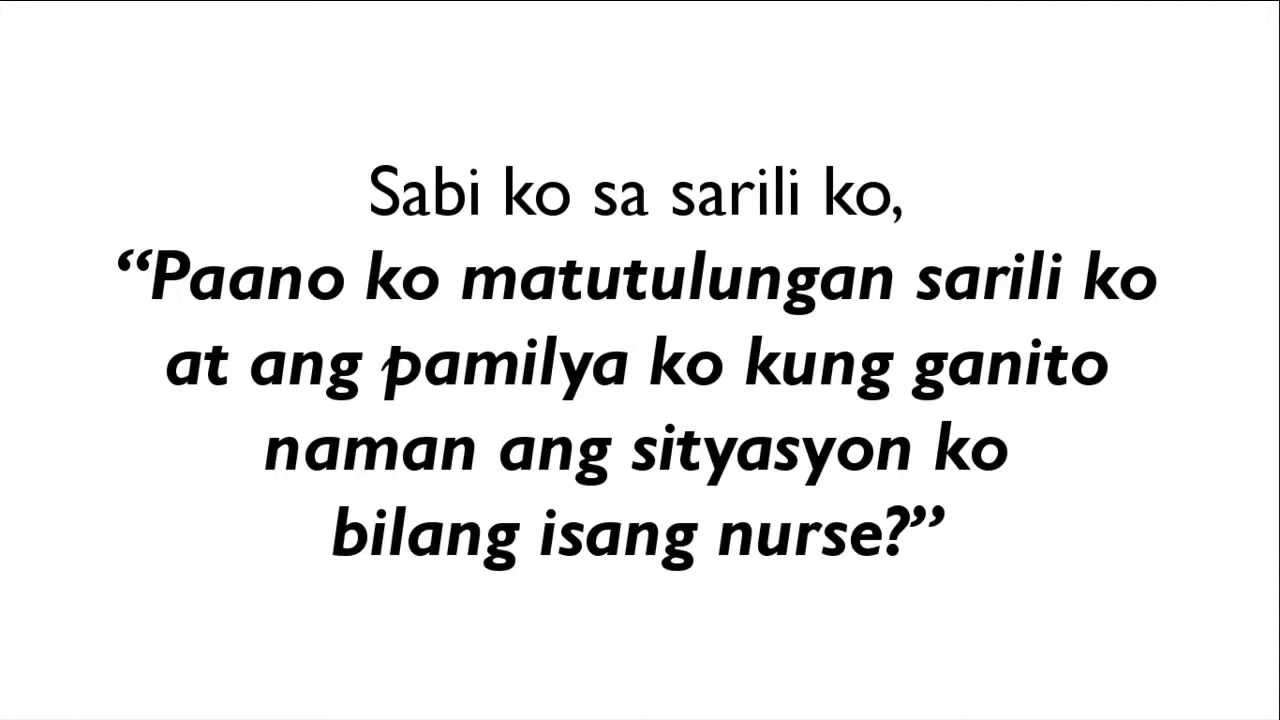 Sabi ko sa sarili ko,
“Paano ko matutulungan sarili ko
at ang pamilya ko kung ganito
naman ang sityasyon ko
bilang isang nurse?”